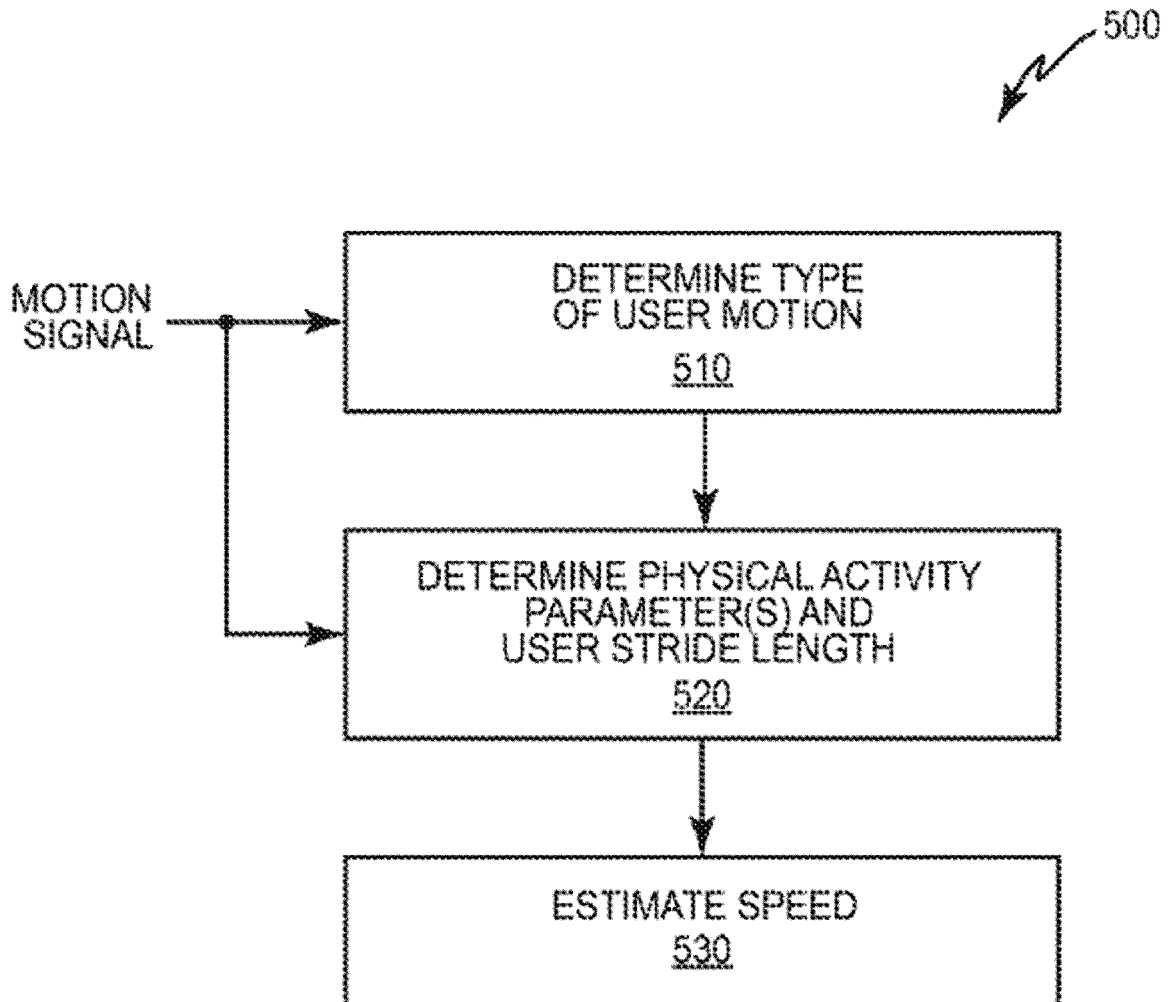 500
DETERMINE TYPE
OF USER MOTION
510
MOTION
SIGNAL
DETERMINE PHYSICAL ACTIVITY
PARAMETER(S) AND
USER STRIDE LENGTH
520
ESTIMATE SPEED
530